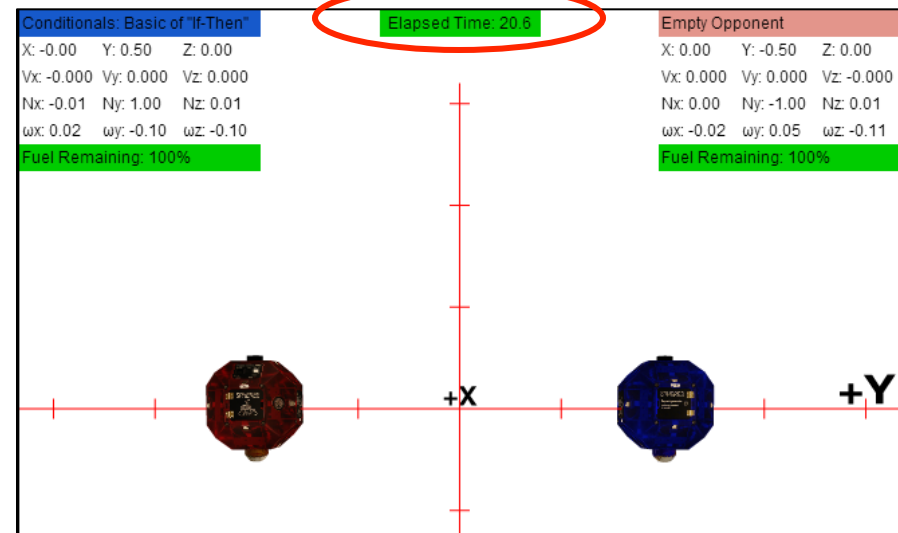 Conditionals: Basic of "If-Then"
X: -0.00 Y: 0.50 Z: 0.00
Vx: -0.000 Vy: 0.000 Vz: 0.000
Nx: -0.01 Ny: 1.00 Nz: 0.01
ωx: 0.02 ωy: -0.10 ωz: -0.10
Fuel Remaining: 100%
Elapsed Time: 20.6
Empty Opponent
X: 0.00 Y: -0.50 Z: 0.00
Vx: 0.000 Vy: 0.000 Vz: -0.000
Nx: 0.00 Ny: -1.00 Nz: 0.01
ωx: -0.02 ωy: 0.05 ωz: -0.11
Fuel Remaining: 100%
+X
+Y